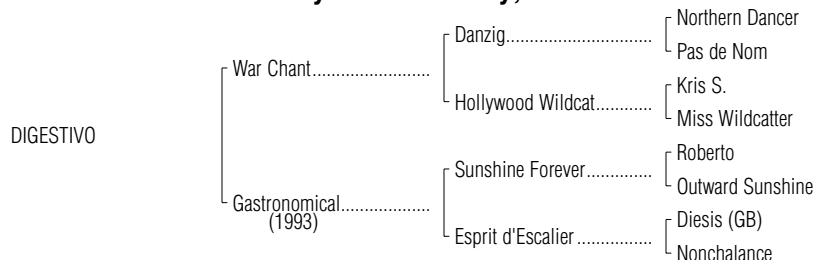 Northern Dancer
Danzig
Pas de Nom
War Chant
Kris S.
Hollywood Wildcat
Miss Wildcatter
DIGESTIVO
Roberto
Sunshine Forever
Outward Sunshine
Gastronomical
(1993)
Diesis (GB)
Esprit d'Escalier
Nonchalance